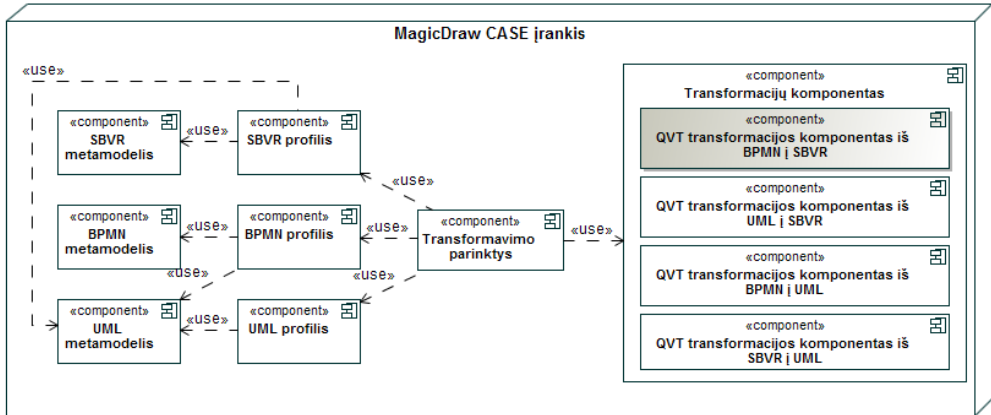 MagicDraw CASE įrankis
«use»
«component»
SBVR
metamodelis
«use»
«component»
SBVR profilis
«use»
«component»
BPMN
metamodelis
«use»
«component»
BPMN profilis
«use»
«use»
«component»
UML
metamodelis
«use»
«component»
UML profilis
«use»
«component»
Transformavimo
parinktys
«use»
«component»
Transformacijų komponentas
«component»
QVT transformacijos komponentas iš
BPMN į SBVR
«component»
QVT transformacijos komponentas iš
UML į SBVR
«component»
QVT transformacijos komponentas iš
BPMN į UML
«component»
QVT transformacijos komponentas iš
SBVR į UML